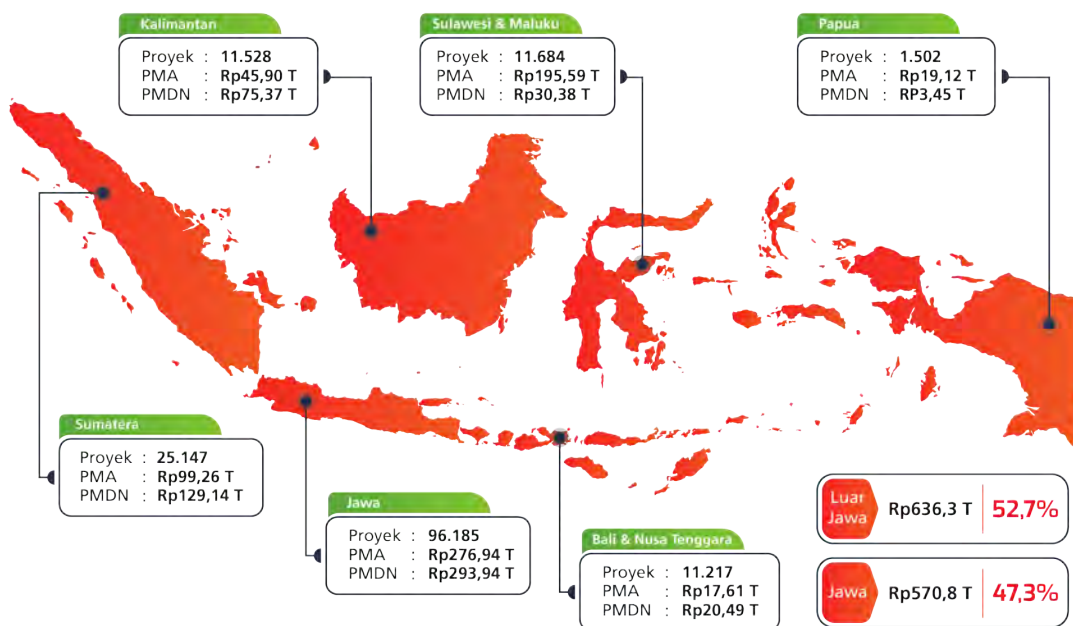 Kalimantan
Proyek : 11.528
PMA : Rp45,90 T
PMDN : Rp75,37 T
Sulawesi & Maluku
Proyek : 11.684
PMA : Rp195,59 T
PMDN : Rp30,38 T
Papua
Proyek : 1.502
PMA : Rp19,12 T
PMDN : RP3,45 T
Sumatera
Proyek : 25.147
PMA : Rp99,26 T
PMDN : Rp129,14 T
Jawa
Proyek : 96.185
PMA : Rp276,94 T
PMDN : Rp293,94 T
Bali & Nusa Tenggara
Proyek : 11.217
PMA : Rp17,61 T
PMDN : Rp20,49 T
Luar
Jawa
Rp636,3 T
52,7%
Jawa
Rp570,8 T
47,3%